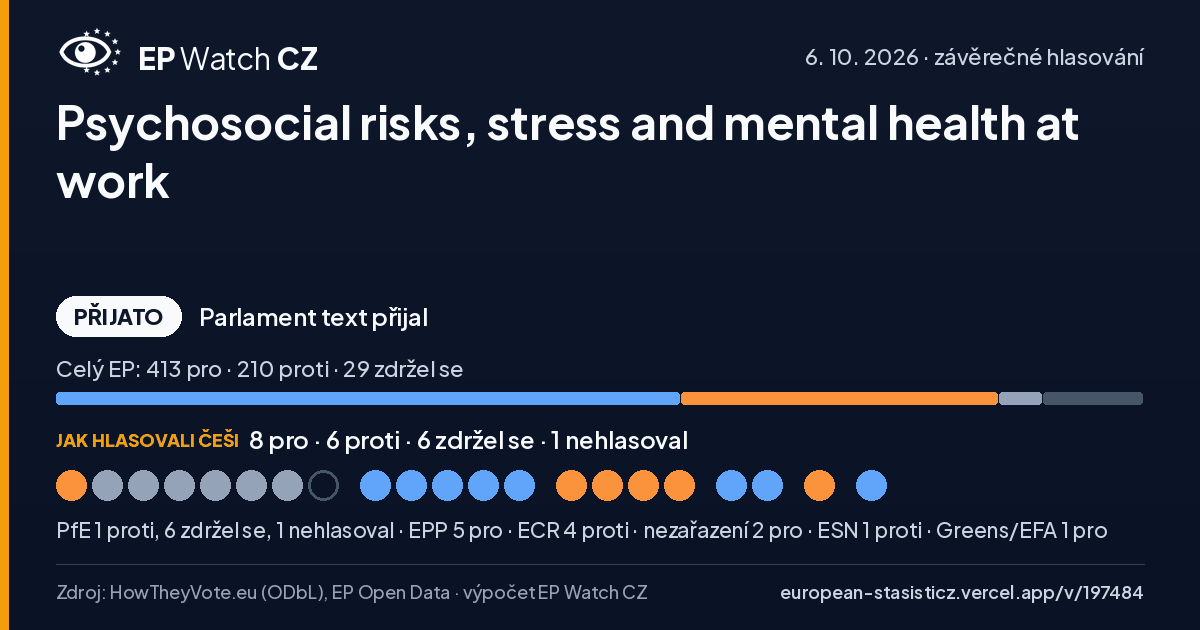 EP Watch CZ
6. 10. 2026 · závěrečné hlasování
Psychosocial risks, stress and mental health at
work
PŘIJATO Parlament text přijal
Celý EP: 413 pro · 210 proti · 29 zdržel se
JAK HLASOVALI ČEŠI 8 pro · 6 proti · 6 zdržel se · 1 nehlasoval
PfE 1 proti, 6 zdržel se, 1 nehlasoval · EPP 5 pro · ECR 4 proti · nezařazení 2 pro · ESN 1 proti · Greens/EFA 1 pro
Zdroj: HowTheyVote.eu (ODbL), EP Open Data · výpočet EP Watch CZ
european-stasisticz.vercel.app/v/197484